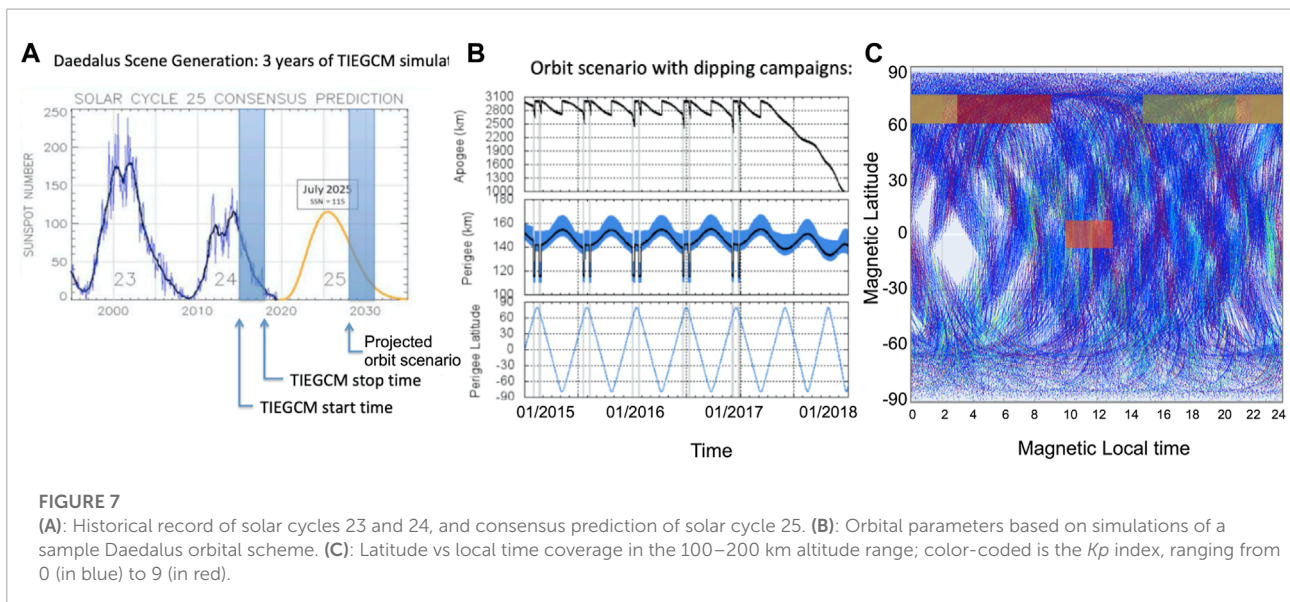 A
Daedalus Scene Generation: 3 years of TIEGCM simulat
SOLAR CYCLE 25 CONSENSUS PREDICTION
SUNSPOT NUMBER
250
200
150
100
50
0
July 2025
SSN = 115
23
24
25
2000
2010
2020
2030
Projected
orbit scenario
TIEGCM stop time
TIEGCM start time
B
Orbit scenario with dipping campaigns:
Apogee (km)
3100
2800
2500
2200
1900
1600
1300
1000
Perigee (km)
180
160
140
120
100
Perigee Latitude
90
60
30
0
-30
-60
-90
01/2015
01/2016
01/2017
01/2018
Time
C
Magnetic Latitude
90
60
30
0
-30
-60
-90
0 2 4 6 8 10 12 14 16 18 20 22 24
Magnetic Local time
FIGURE 7
(A): Historical record of solar cycles 23 and 24, and consensus prediction of solar cycle 25. (B): Orbital parameters based on simulations of a
sample Daedalus orbital scheme. (C): Latitude vs local time coverage in the 100–200 km altitude range; color-coded is the Kp index, ranging from
0 (in blue) to 9 (in red).